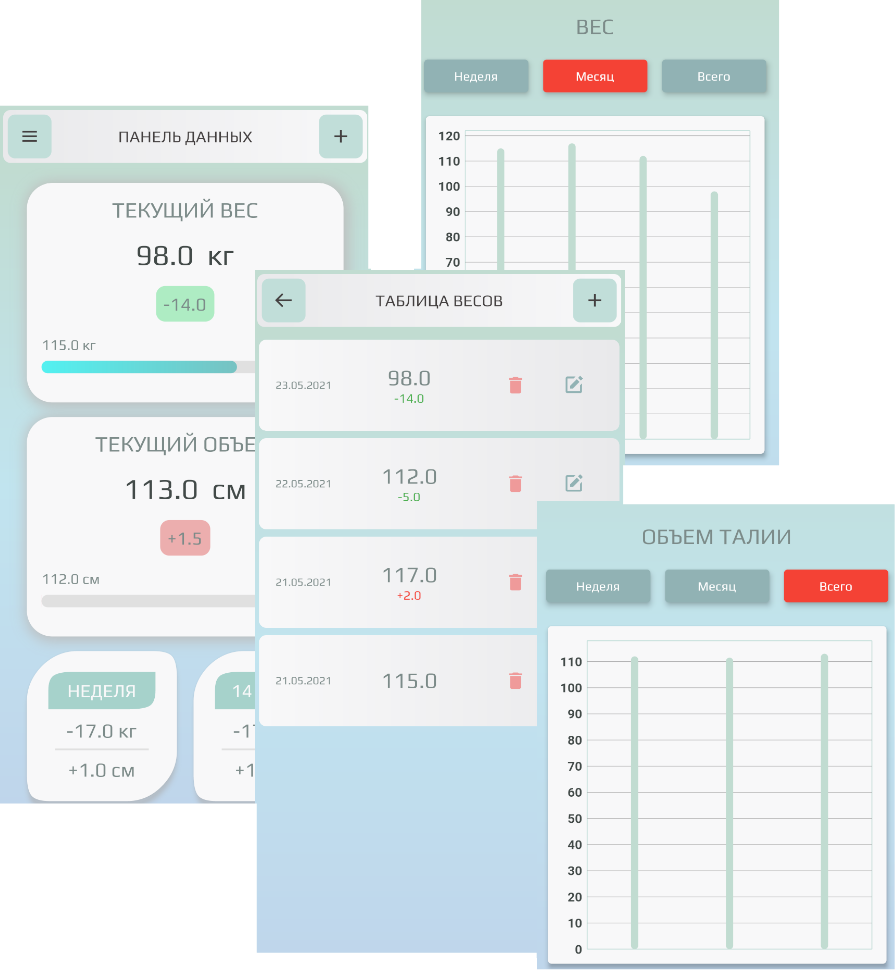 ВЕС
Неделя Месяц Всего
120
110
100
90
80
70
ПАНЕЛЬ ДАННЫХ
ТЕКУЩИЙ ВЕС
98.0 кг
-14.0
115.0 кг
ТЕКУЩИЙ ОБЪЕ
113.0 см
+1.5
112.0 см
НЕДЕЛЯ
-17.0 кг
+1.0 см
14
-1
+1
ТАБЛИЦА ВЕСОВ
23.05.2021 98.0
-14.0
22.05.2021 112.0
-5.0
21.05.2021 117.0
+2.0
21.05.2021 115.0
ОБЪЕМ ТАЛИИ
Неделя Месяц Всего
110
100
90
80
70
60
50
40
30
20
10
0